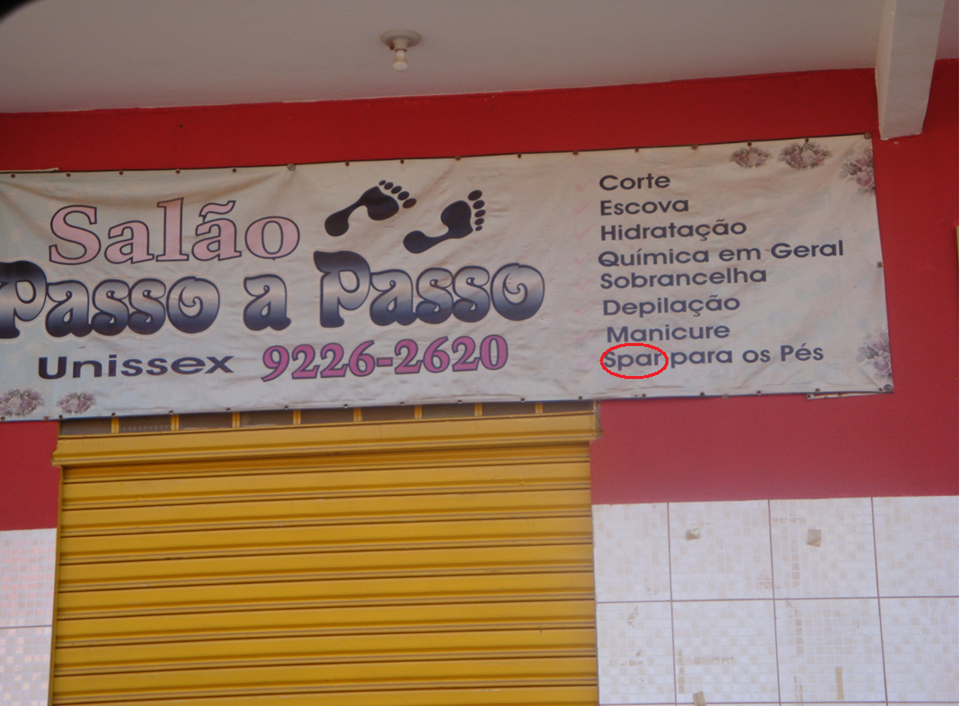 Salão
Passo a Passo
Unissex 9226-2620
Corte
Escova
Hidratação
Química em Geral
Sobrancelha
Depilação
Manicure
Spar para os Pés